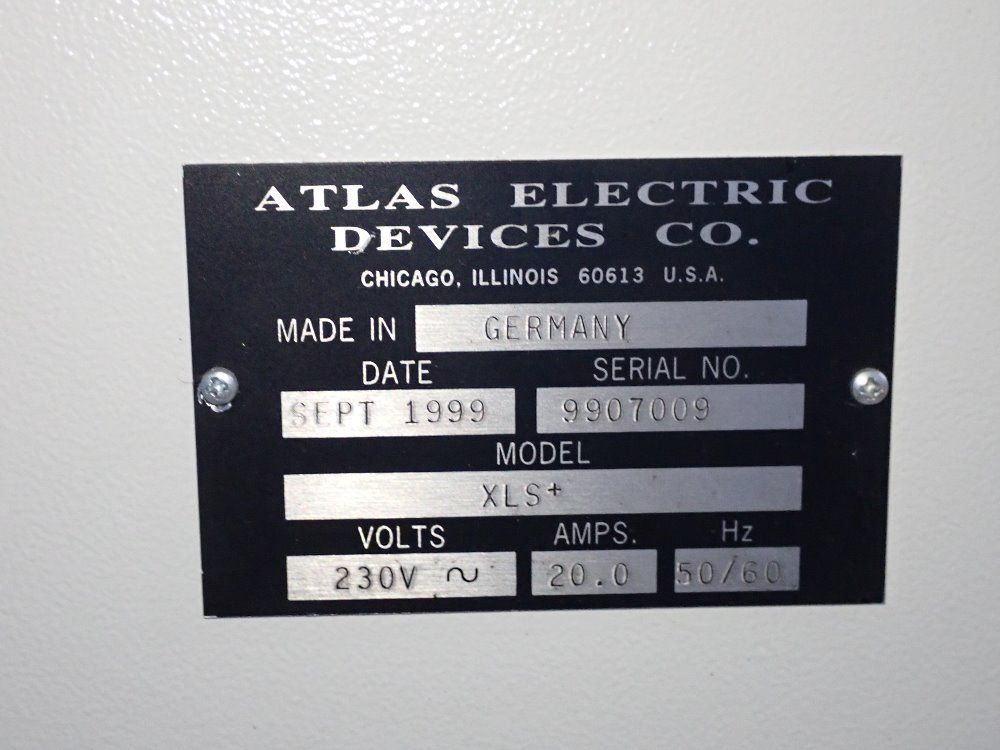 ATLAS ELECTRIC
DEVICES CO.
CHICAGO, ILLINOIS 60613 U.S.A.
MADE IN GERMANY
DATE SERIAL NO.
SEPT 1999 9907009
MODEL
XLS+
VOLTS AMPS. Hz
230V ~ 20.0 50/60